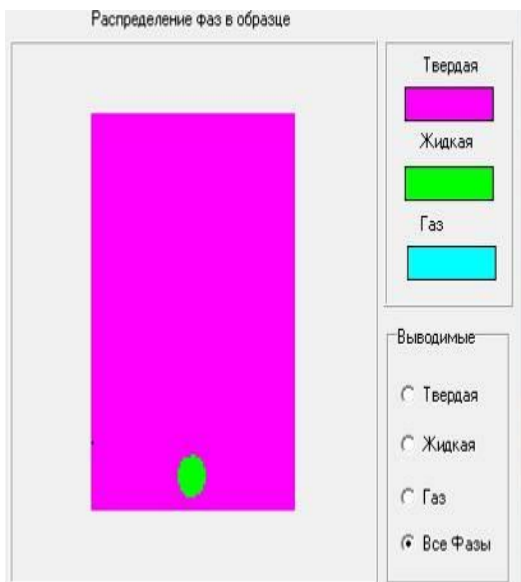 Распределение фаз в образце
Твердая
Жидкая
Газ
Выводимые
Твердая
Жидкая
Газ
Все Фазы